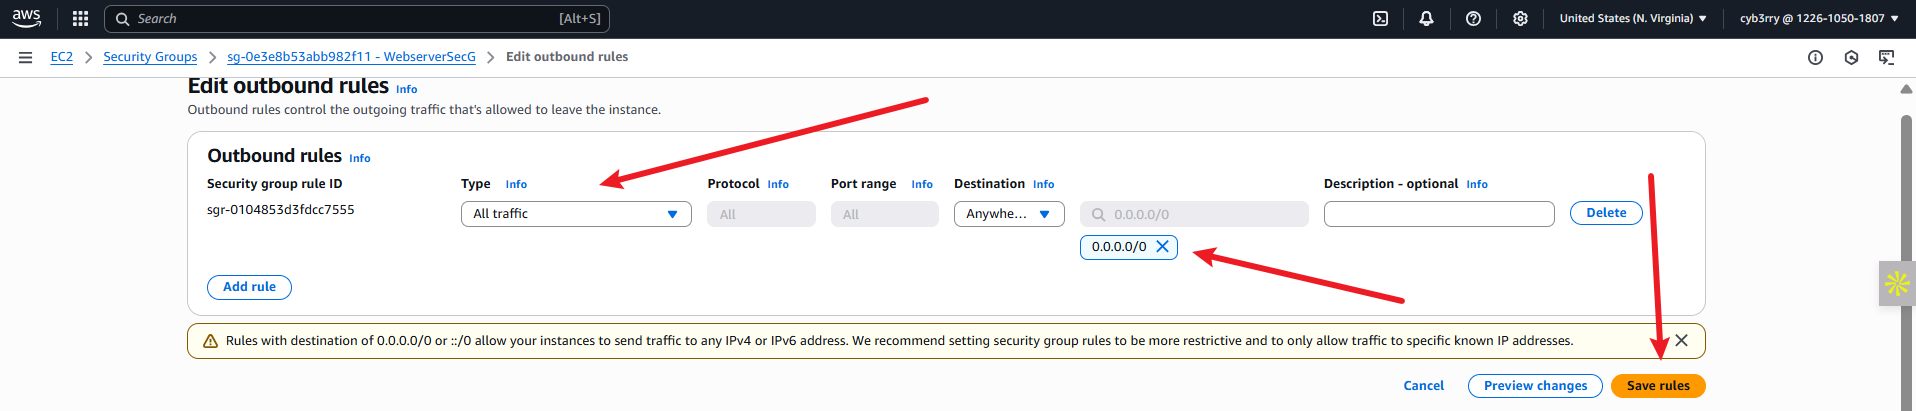 aws
Search [Alt+S]
United States (N. Virginia)
cyb3rry @ 1226-1050-1807
EC2 > Security Groups > sg-0e3e8b53abb982f11 - WebserverSecG > Edit outbound rules
Edit outbound rules Info
Outbound rules control the outgoing traffic that's allowed to leave the instance.
Outbound rules Info
Security group rule ID Type Info Protocol Info Port range Info Destination Info Description - optional Info
sgr-0104853d3fdcc7555 All traffic All All Anywhe... 0.0.0.0/0 Delete
0.0.0.0/0
Add rule
Rules with destination of 0.0.0.0/0 or ::/0 allow your instances to send traffic to any IPv4 or IPv6 address. We recommend setting security group rules to be more restrictive and to only allow traffic to specific known IP addresses.
Cancel Preview changes Save rules